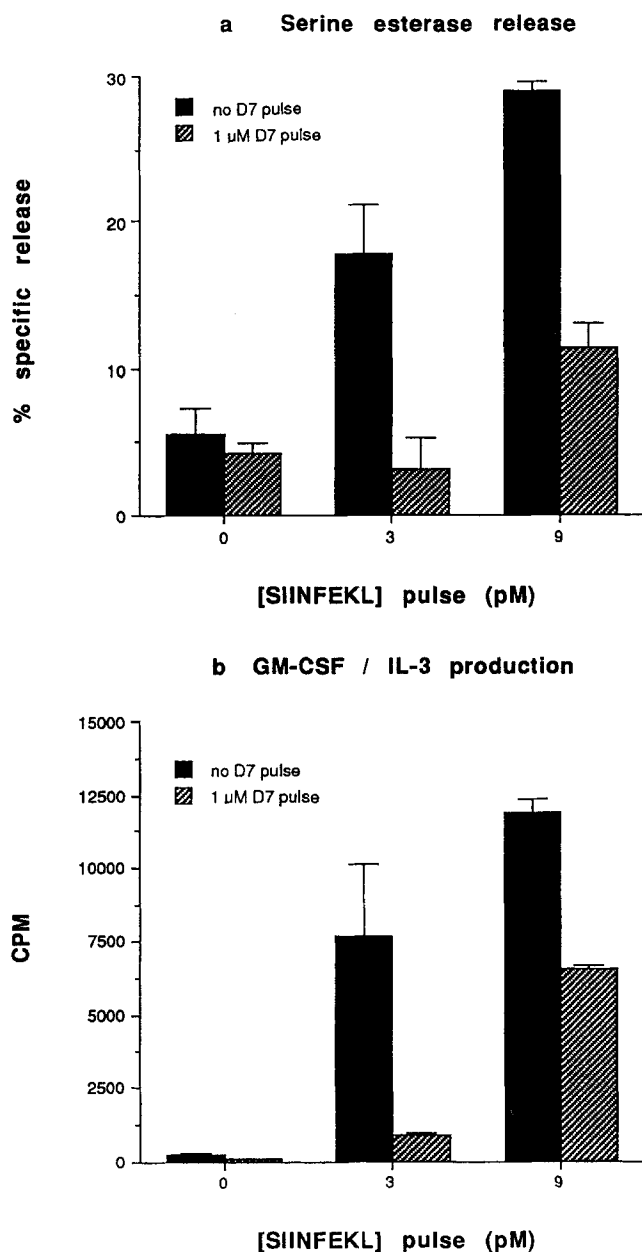 a Serine esterase release
30
20
10
0
% specific release
no D7 pulse
1 µM D7 pulse
0 3 9
[SIINFEKL] pulse (pM)
b GM-CSF / IL-3 production
15000
12500
10000
7500
5000
2500
0
CPM
no D7 pulse
1 µM D7 pulse
0 3 9
[SIINFEKL] pulse (pM)